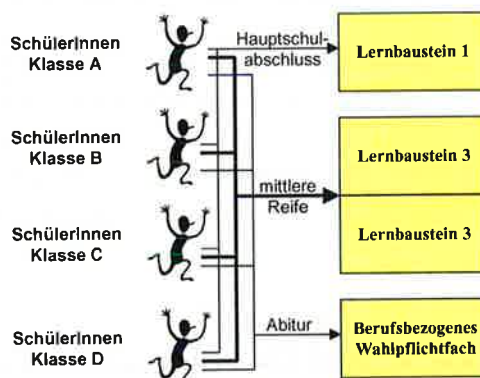 SchülerInnen
Klasse A
Hauptschul-
abschluss
Lernbaustein 1
SchülerInnen
Klasse B
Lernbaustein 3
mittlere
Reife
SchülerInnen
Klasse C
Lernbaustein 3
SchülerInnen
Klasse D
Abitur
Berufsbezogenes
Wahlpflichtfach